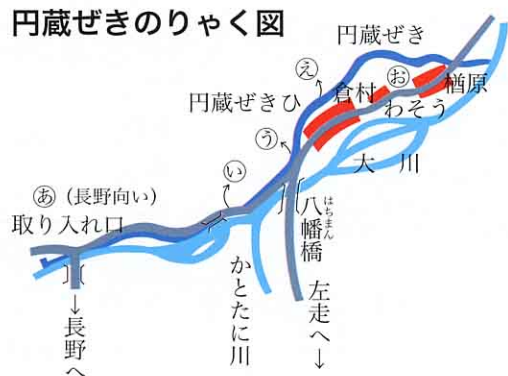 円蔵ぜきのりゃく図
円蔵ぜき
え
お
倉村
楢原
円蔵ぜきひ
わそう
う
大川
い
あ（長野向い）
取り入れ口
八幡橋
はちまん
かとたに川
左走へ→
→長野へ